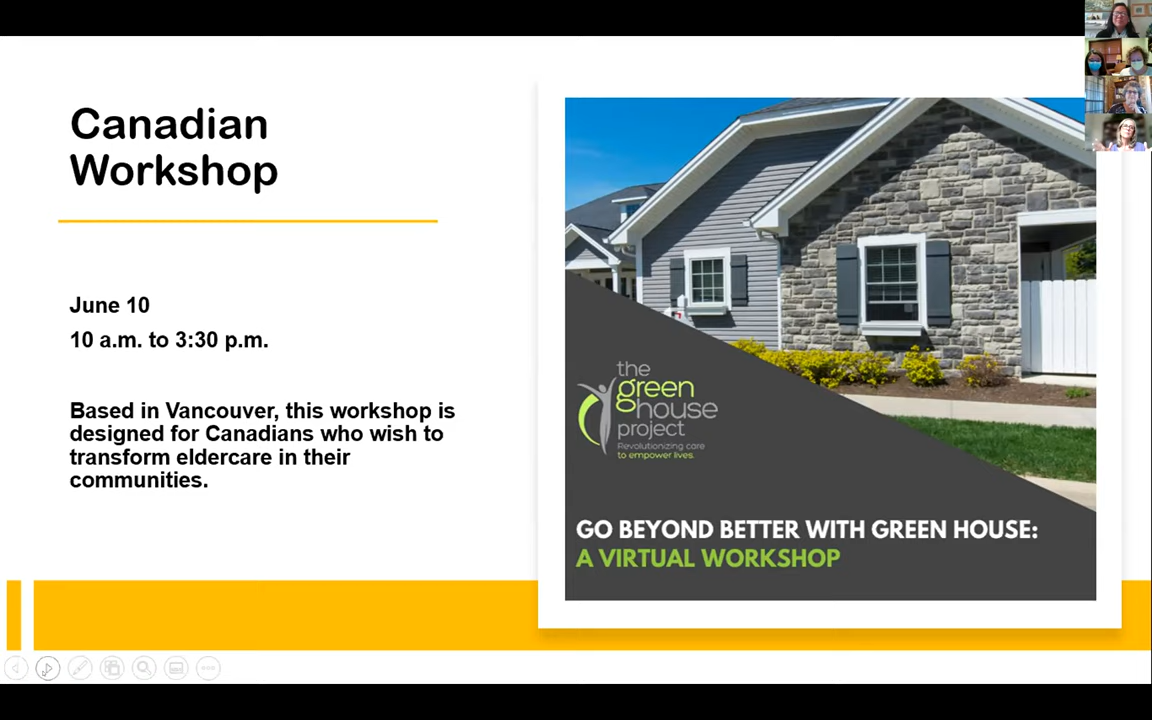 Canadian
Workshop
June 10
10 a.m. to 3:30 p.m.
Based in Vancouver, this workshop is
designed for Canadians who wish to
transform eldercare in their
communities.
the
green
house
project
Revolutionizing care
to empower lives.
GO BEYOND BETTER WITH GREEN HOUSE:
A VIRTUAL WORKSHOP